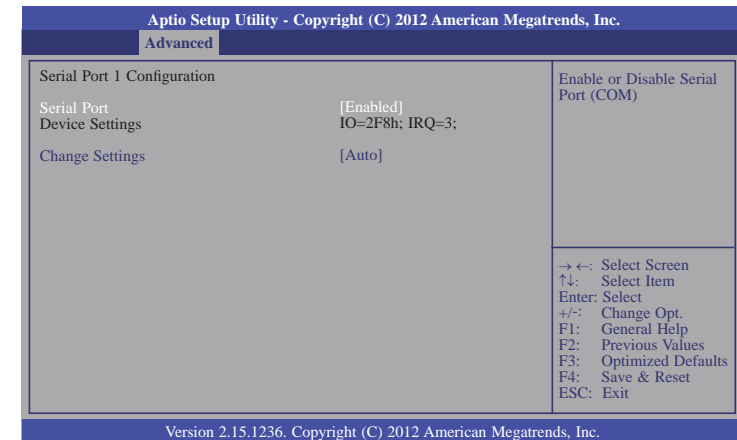 Aptio Setup Utility - Copyright (C) 2012 American Megatrends, Inc.
Advanced
Serial Port 1 Configuration
Serial Port [Enabled]
Device Settings IO=2F8h; IRQ=3;
Change Settings [Auto]
Enable or Disable Serial
Port (COM)
→←: Select Screen
↑↓: Select Item
Enter: Select
+/-: Change Opt.
F1: General Help
F2: Previous Values
F3: Optimized Defaults
F4: Save & Reset
ESC: Exit
Version 2.15.1236. Copyright (C) 2012 American Megatrends, Inc.